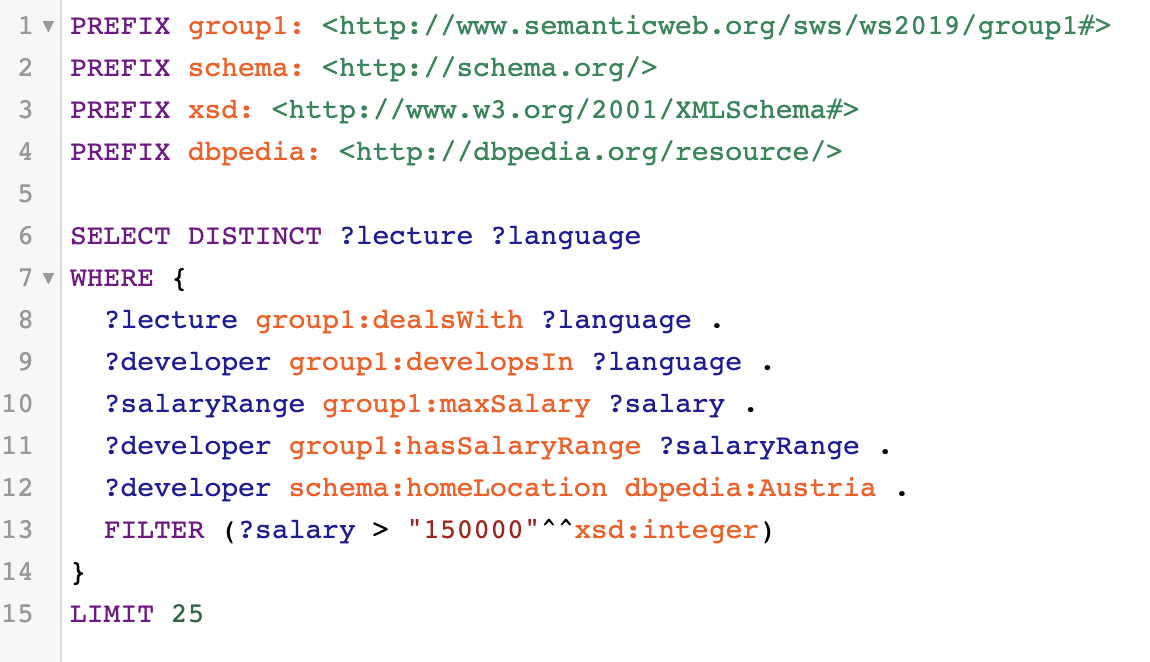 1 PREFIX group1: <http://www.semanticweb.org/sws/ws2019/group1#>
2 PREFIX schema: <http://schema.org/>
3 PREFIX xsd: <http://www.w3.org/2001/XMLSchema#>
4 PREFIX dbpedia: <http://dbpedia.org/resource/>
5
6 SELECT DISTINCT ?lecture ?language
7 WHERE {
8 ?lecture group1:dealsWith ?language .
9 ?developer group1:developsIn ?language .
10 ?salaryRange group1:maxSalary ?salary .
11 ?developer group1:hasSalaryRange ?salaryRange .
12 ?developer schema:homeLocation dbpedia:Austria .
13 FILTER (?salary > "150000"^^xsd:integer)
14 }
15 LIMIT 25